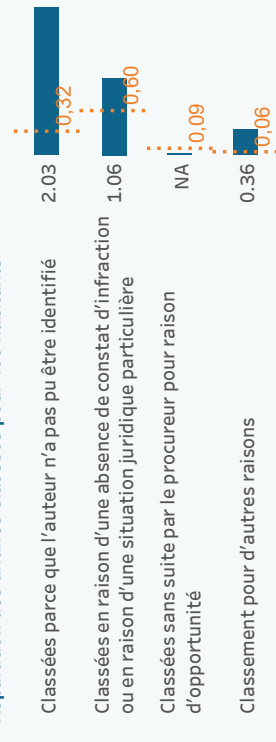 Classées parce que l'auteur n'a pas pu être identifié
2.03
0,32
Classées en raison d'une absence de constat d'infraction
ou en raison d'une situation juridique particulière
1.06
0,60
Classées sans suite par le procureur pour raison
d'opportunité
NA
0,09
Classement pour d'autres raisons
0.36
0,06